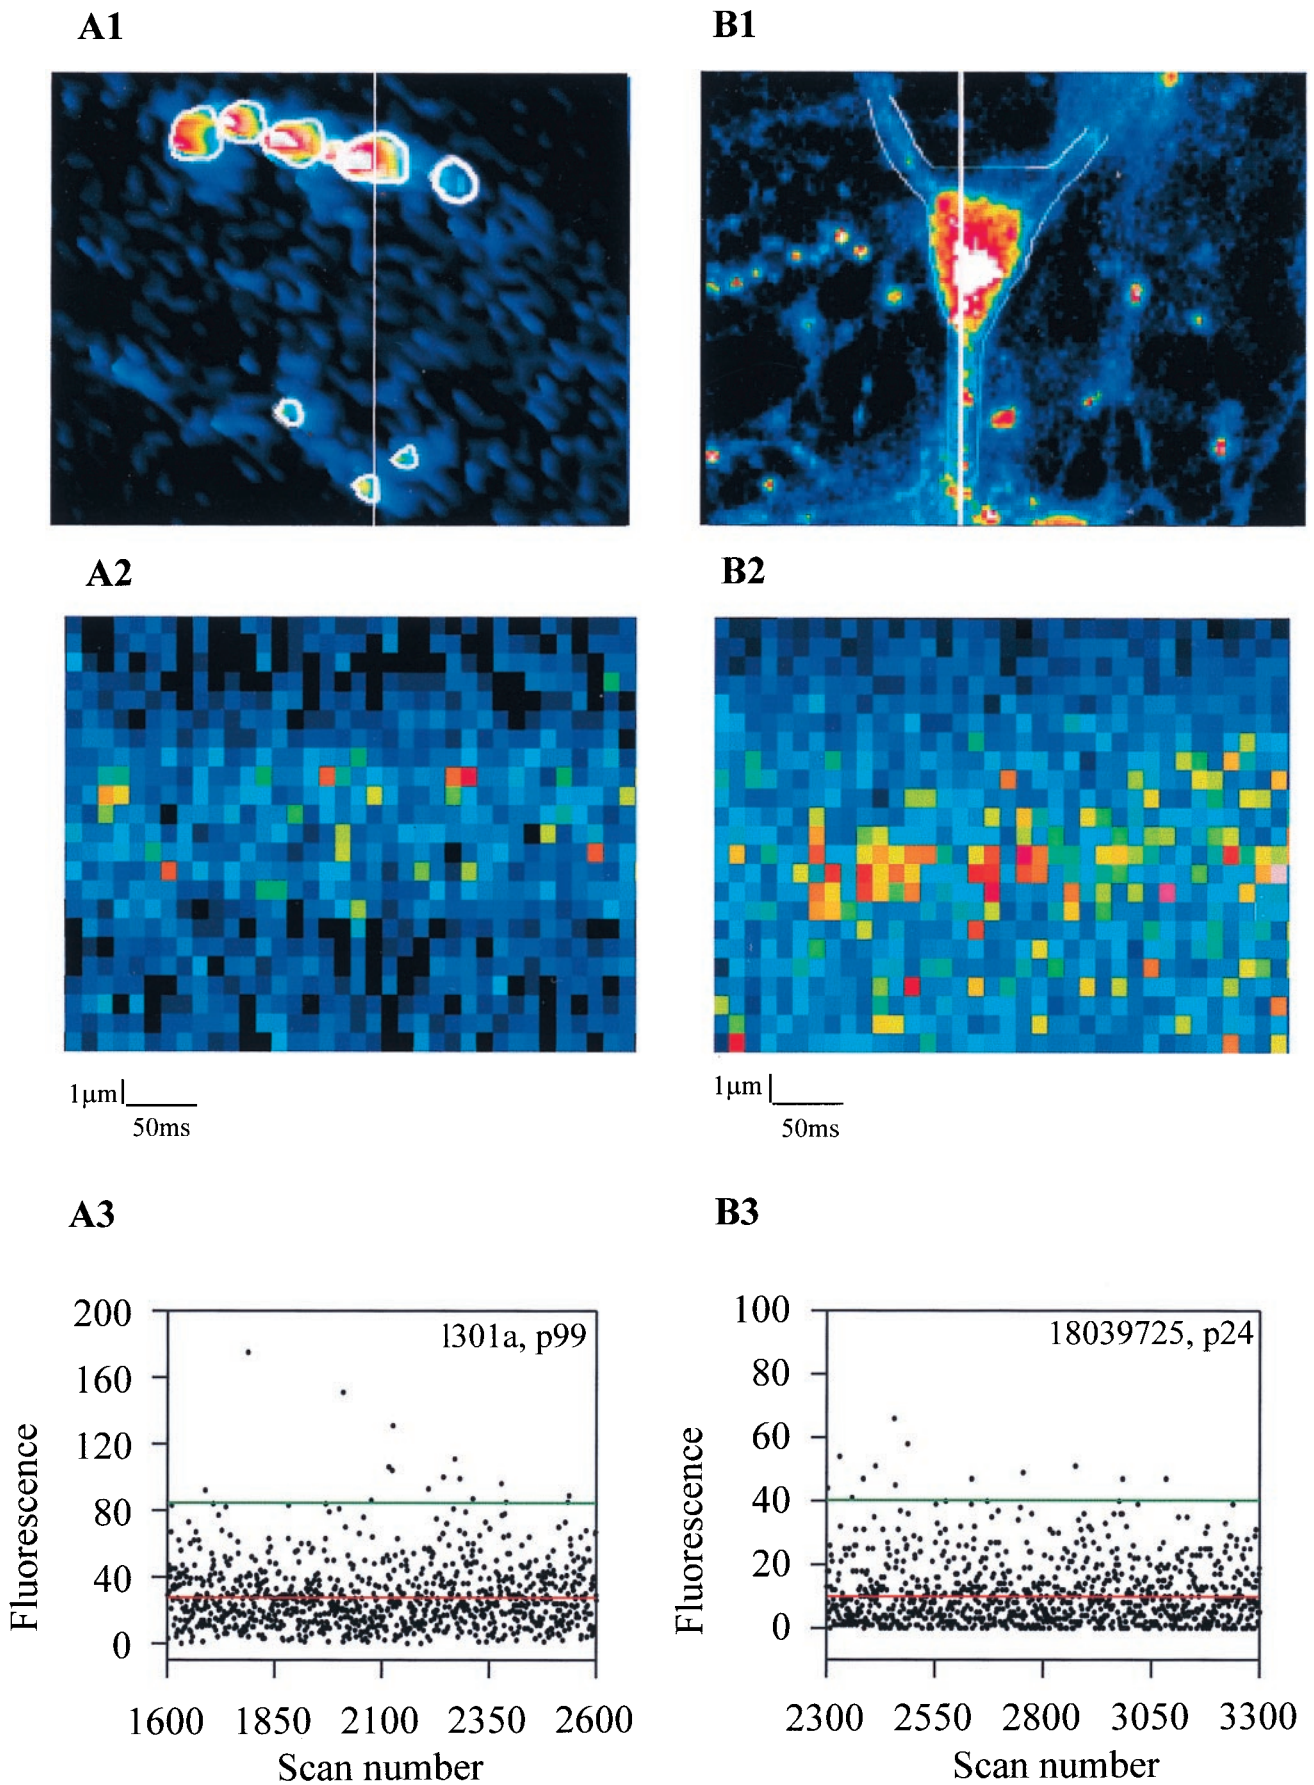 A1 B1
A2 B2
1μm 1μm
50ms 50ms
A3 B3
200 100
l301a, p99 18039725, p24
160 80
120 60
80 40
40 20
0 0
Fluorescence Fluorescence
1600 1850 2100 2350 2600 2300 2550 2800 3050 3300
Scan number Scan number